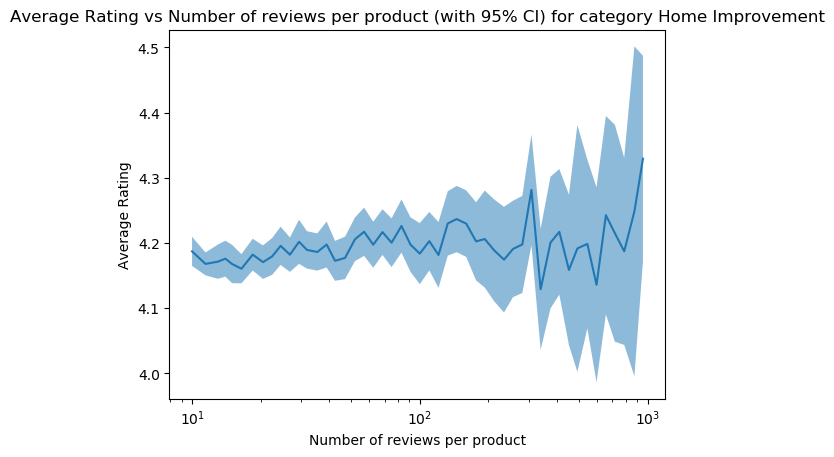 Average Rating vs Number of reviews per product (with 95% CI) for category Home Improvement
4.5
4.4
4.3
4.2
4.1
4.0
Average Rating
10¹ 10² 10³
Number of reviews per product